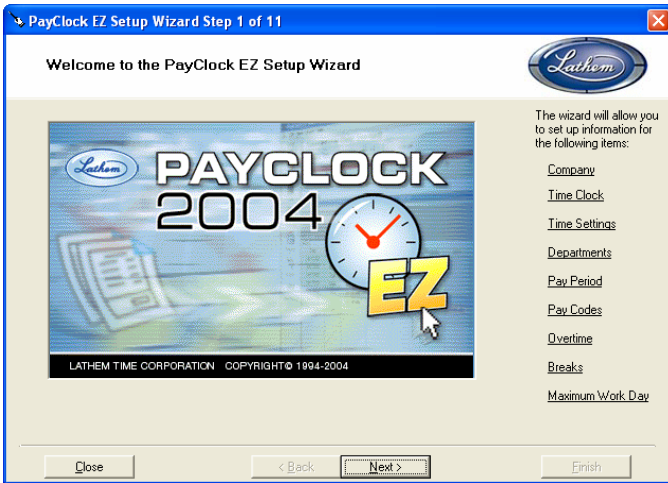 PayClock EZ Setup Wizard Step 1 of 11
Welcome to the PayClock EZ Setup Wizard
Lathem
The wizard will allow you
to set up information for
the following items:
Lathem
PAYCLOCK
2004
EZ
LATHEM TIME CORPORATION COPYRIGHT© 1994-2004
Company
Time Clock
Time Settings
Departments
Pay Period
Pay Codes
Overtime
Breaks
Maximum Work Day
Close
< Back
Next >
Finish